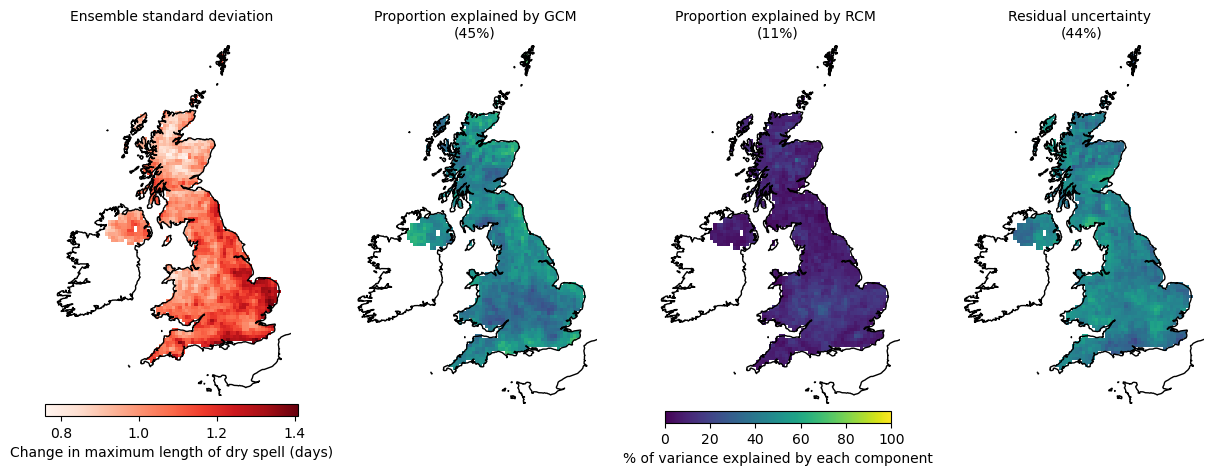 Ensemble standard deviation
Proportion explained by GCM
(45%)
Proportion explained by RCM
(11%)
Residual uncertainty
(44%)
0.8 1.0 1.2 1.4
Change in maximum length of dry spell (days)
0 20 40 60 80 100
% of variance explained by each component